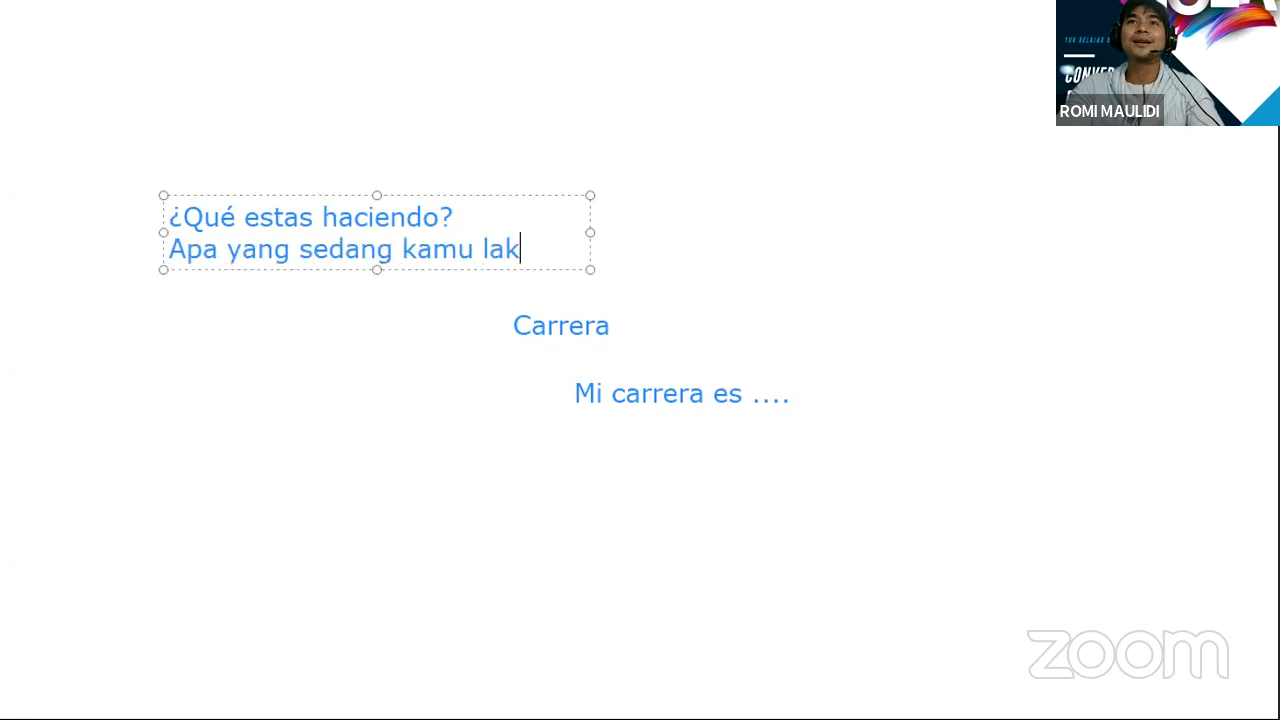 ROMI MAULIDI
¿Qué estas haciendo?
Apa yang sedang kamu lak
Carrera
Mi carrera es ....
zoom